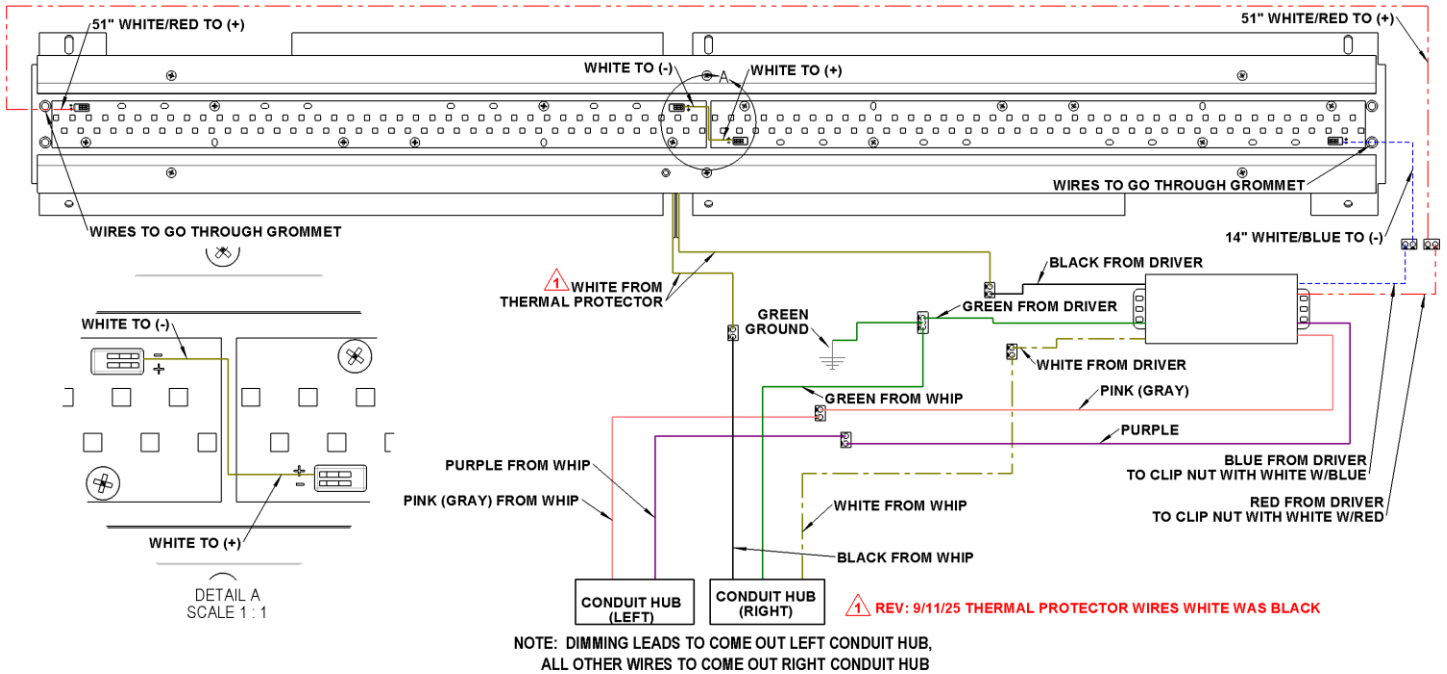 51" WHITE/RED TO (+)
51" WHITE/RED TO (+)
WHITE TO (-)
A
WHITE TO (+)
WIRES TO GO THROUGH GROMMET
WIRES TO GO THROUGH GROMMET
14" WHITE/BLUE TO (-)
BLACK FROM DRIVER
1
WHITE FROM
THERMAL PROTECTOR
GREEN FROM DRIVER
GREEN
GROUND
WHITE TO (-)
-
+
WHITE FROM DRIVER
PINK (GRAY)
GREEN FROM WHIP
PURPLE
BLUE FROM DRIVER
TO CLIP NUT WITH WHITE W/BLUE
PURPLE FROM WHIP
+
-
PINK (GRAY) FROM WHIP
RED FROM DRIVER
TO CLIP NUT WITH WHITE W/RED
WHITE FROM WHIP
WHITE TO (+)
BLACK FROM WHIP
DETAIL A
SCALE 1 : 1
CONDUIT HUB
(LEFT)
CONDUIT HUB
(RIGHT)
1 REV: 9/11/25 THERMAL PROTECTOR WIRES WHITE WAS BLACK
NOTE: DIMMING LEADS TO COME OUT LEFT CONDUIT HUB,
ALL OTHER WIRES TO COME OUT RIGHT CONDUIT HUB